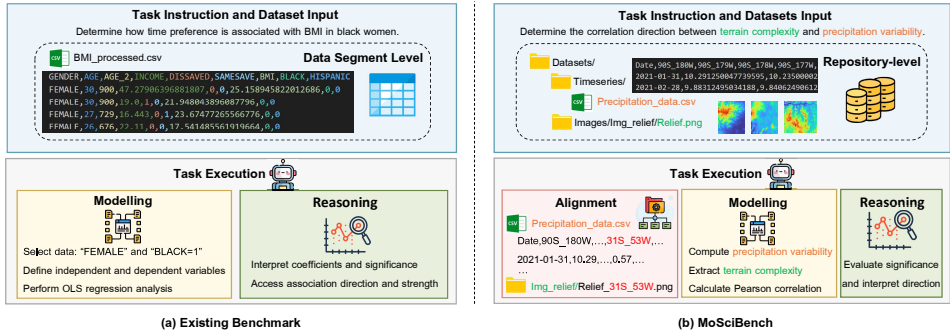 Task Instruction and Dataset Input
Determine how time preference is associated with BMI in black women.
CSV
BMI_processed.csv
Data Segment Level
GENDER,AGE,AGE_2,INCOME,DISSAVED,SAMESAVE,BMI,BLACK,HISPANIC
FEMALE,30,900,47.27906396881807,0,0,25.158945822012686,0,0
FEMALE,30,900,19.0,1,0,21.948043896087796,0,0
FEMALE,27,729,16.443,0,1,23.67477265566776,0,0
FEMALE,26,676,22.11,0,0,17.541485561919664,0,0
Task Execution
Modelling
Select data: "FEMALE" and "BLACK=1"
Define independent and dependent variables
Perform OLS regression analysis
Reasoning
Interpret coefficients and significance
Access association direction and strength
(a) Existing Benchmark
Task Instruction and Datasets Input
Determine the correlation direction between terrain complexity and precipitation variability.
Datasets/
Timeseries/
CSV
Precipitation_data.csv
Images/Img_relief/Relief.png
Date,90S_180W,90S_179W,90S_178W,90S_177W,
2021-01-31,10.291250047739595,10.23500002
2021-02-28,9.88312495034188,9.84062490612
Repository-level
Task Execution
Alignment
CSV
Precipitation_data.csv
Date,90S_180W,…,31S_53W,…
2021-01-31,10.29,…,0.57,…
…
Img_relief/Relief_31S_53W.png
Modelling
Compute precipitation variability
Extract terrain complexity
Calculate Pearson correlation
Reasoning
Evaluate significance
and interpret direction
(b) MoSciBench